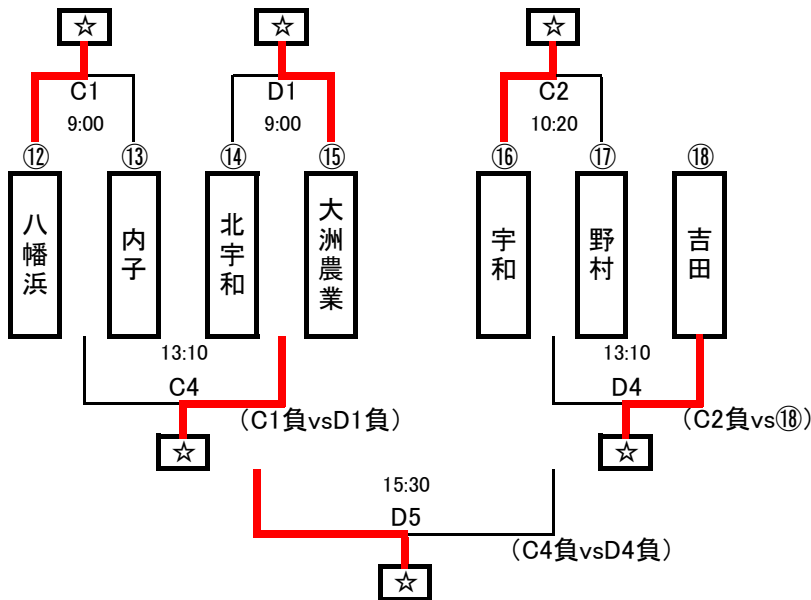 ☆ ☆ ☆
C1 D1 C2
9:00 9:00 10:20
⑫ ⑬ ⑭ ⑮ ⑯ ⑰ ⑱
八幡浜
内子
北宇和
大洲農業
宇和
野村
吉田
13:10 13:10
C4 D4
(C1負vsD1負) (C2負vs⑱)
☆ ☆
15:30
D5
(C4負vsD4負)
☆